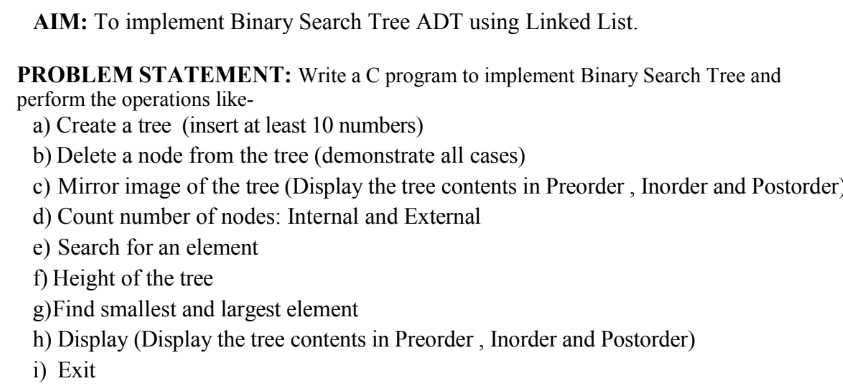 AIM: To implement Binary Search Tree ADT using Linked List.
PROBLEM STATEMENT: Write a C program to implement Binary Search Tree and
perform the operations like-
a) Create a tree (insert at least 10 numbers)
b) Delete a node from the tree (demonstrate all cases)
c) Mirror image of the tree (Display the tree contents in Preorder , Inorder and Postorder)
d) Count number of nodes: Internal and External
e) Search for an element
f) Height of the tree
g)Find smallest and largest element
h) Display (Display the tree contents in Preorder , Inorder and Postorder)
i) Exit